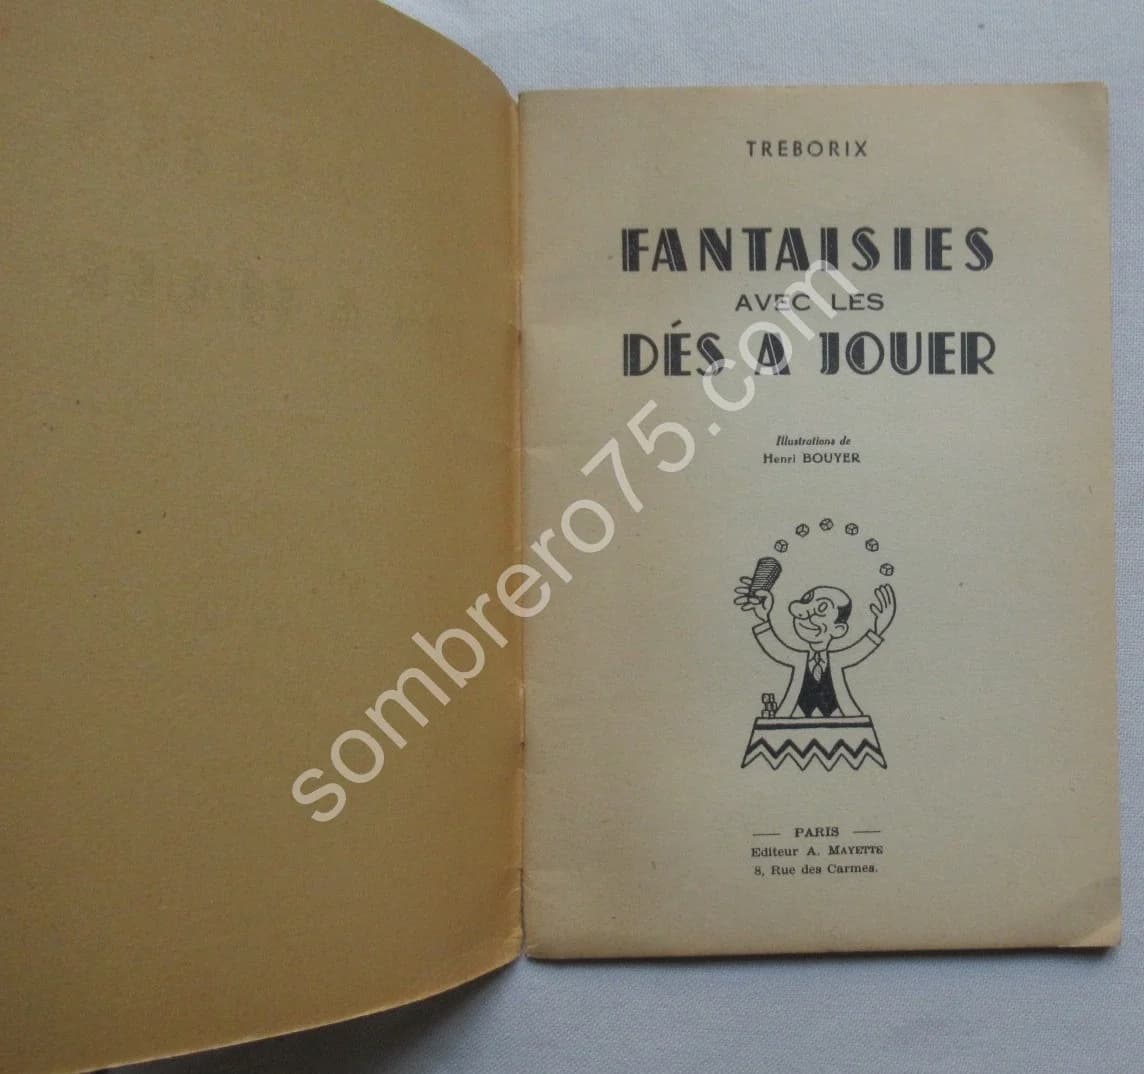 TREBORIX
FANTAISIES
AVEC LES
DÉS A JOUER
Illustrations de
Henri BOUYER
— PARIS —
Editeur A. MAYETTE
8, Rue des Carmes.
sombrero75.com